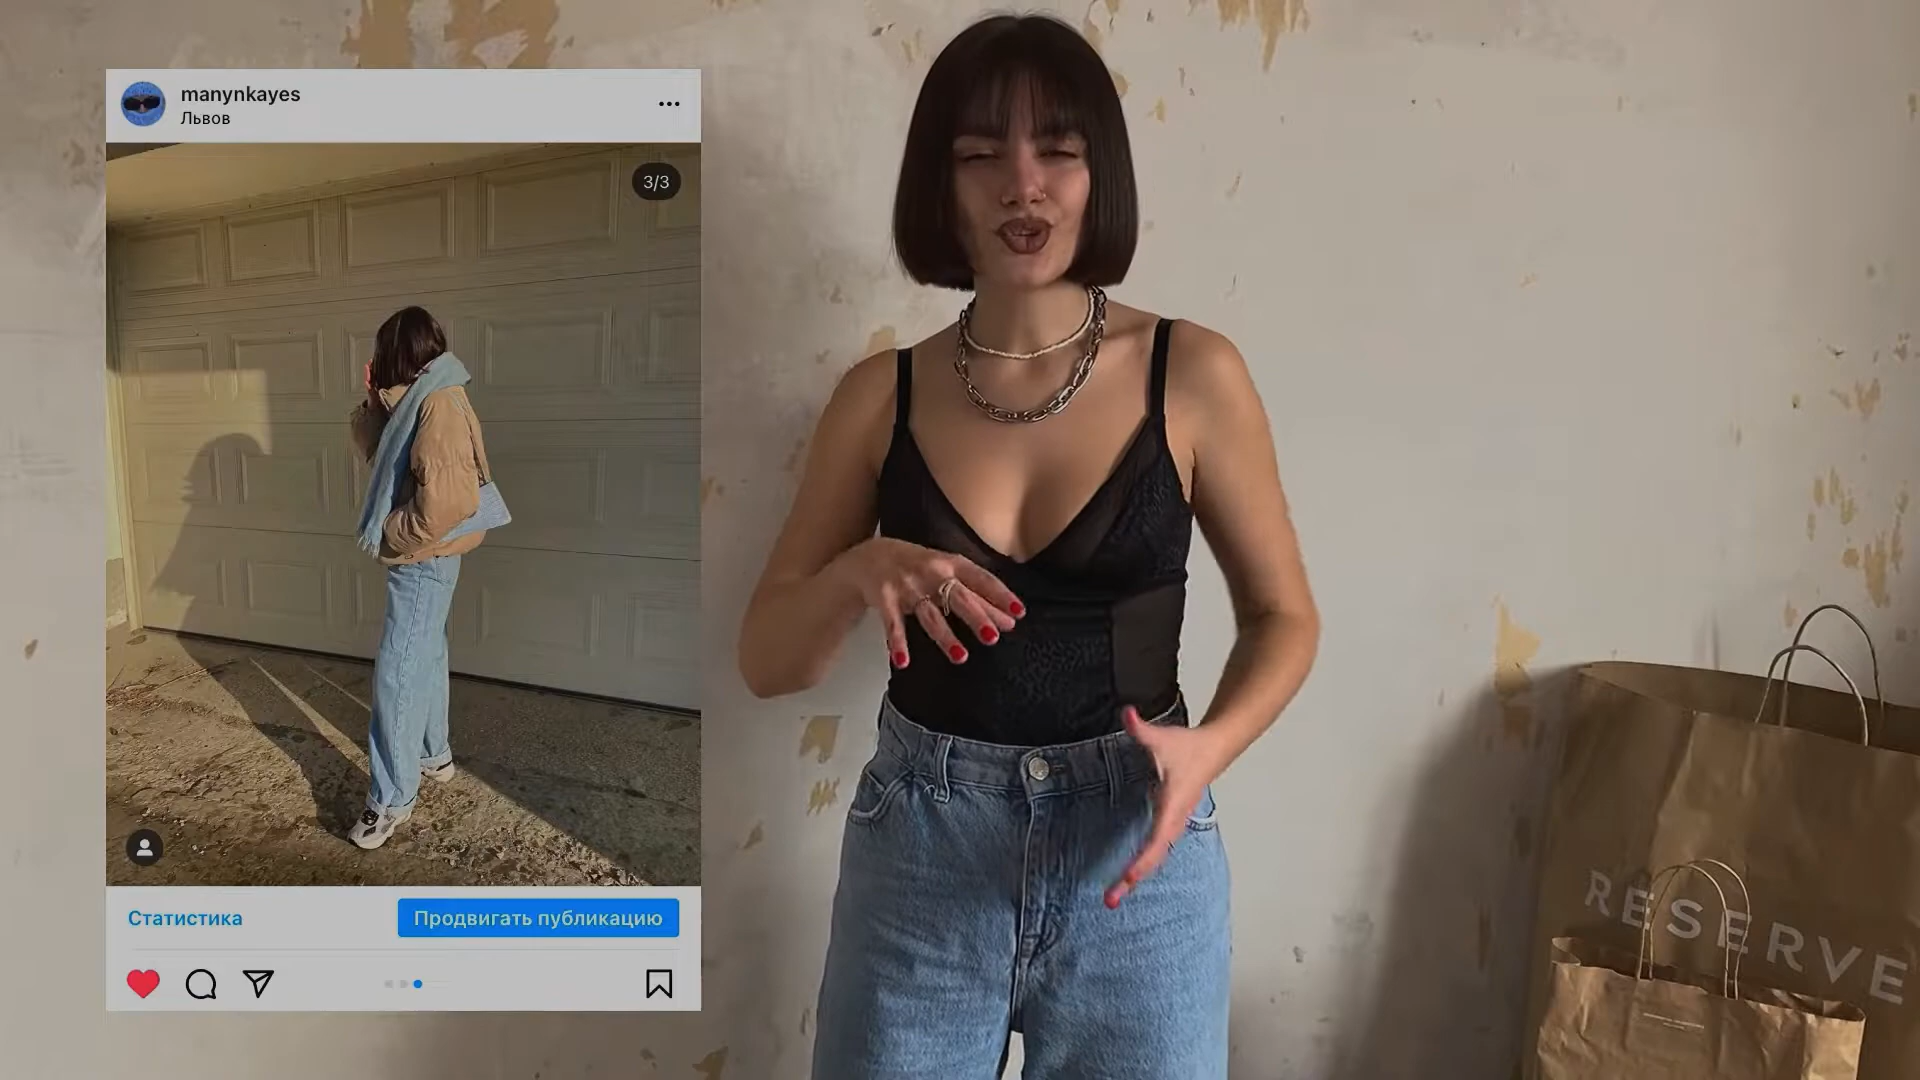 manynkayes
Львов
3/3
Статистика
Продвигать публикацию
RESERVE